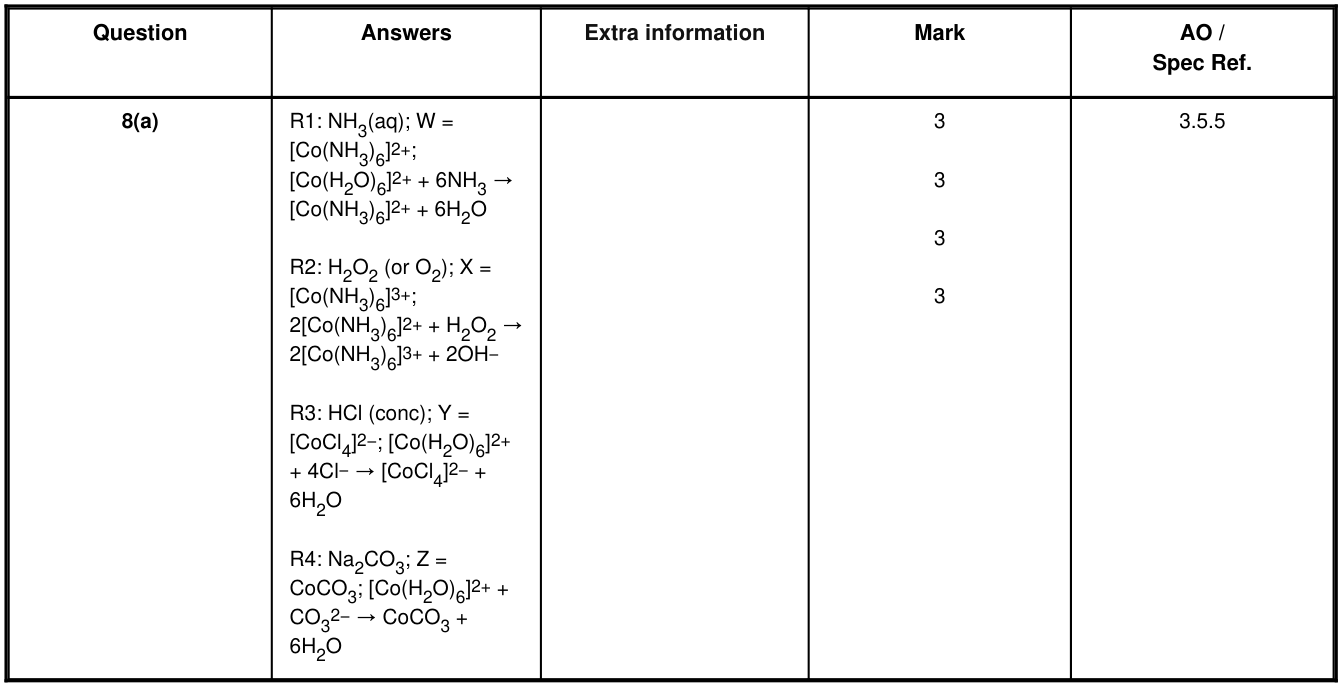 Question Answers Extra information Mark AO /
Spec Ref.
8(a) R1: NH₃(aq); W = 3 3.5.5
[Co(NH₃)₆]²⁺;
[Co(H₂O)₆]²⁺ + 6NH₃ → 3
[Co(NH₃)₆]²⁺ + 6H₂O
3
R2: H₂O₂ (or O₂); X =
[Co(NH₃)₆]³⁺; 3
2[Co(NH₃)₆]²⁺ + H₂O₂ →
2[Co(NH₃)₆]³⁺ + 2OH⁻
R3: HCl (conc); Y =
[CoCl₄]²⁻; [Co(H₂O)₆]²⁺
+ 4Cl⁻ → [CoCl₄]²⁻ +
6H₂O
R4: Na₂CO₃; Z =
CoCO₃; [Co(H₂O)₆]²⁺ +
CO₃²⁻ → CoCO₃ +
6H₂O